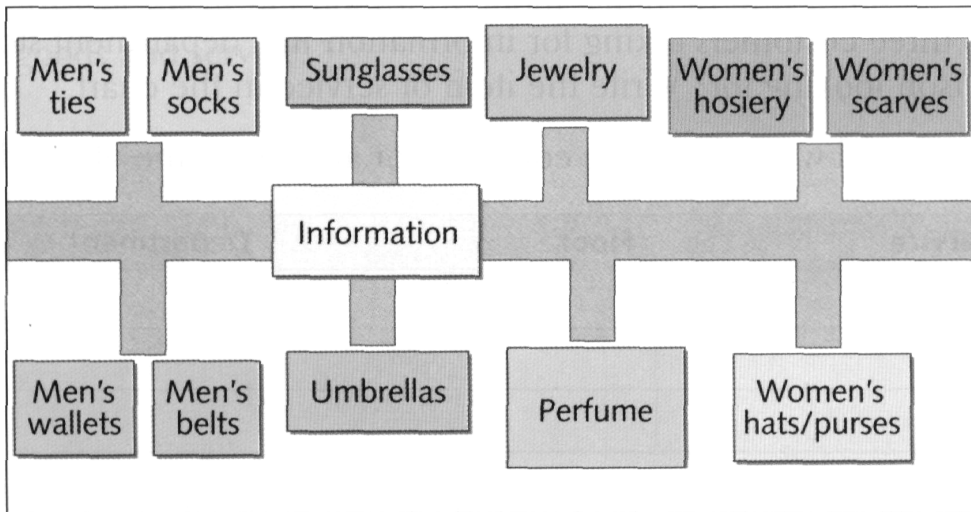 Men's
ties
Men's
socks
Sunglasses
Jewelry
Women's
hosiery
Women's
scarves
Information
Men's
wallets
Men's
belts
Umbrellas
Perfume
Women's
hats/purses